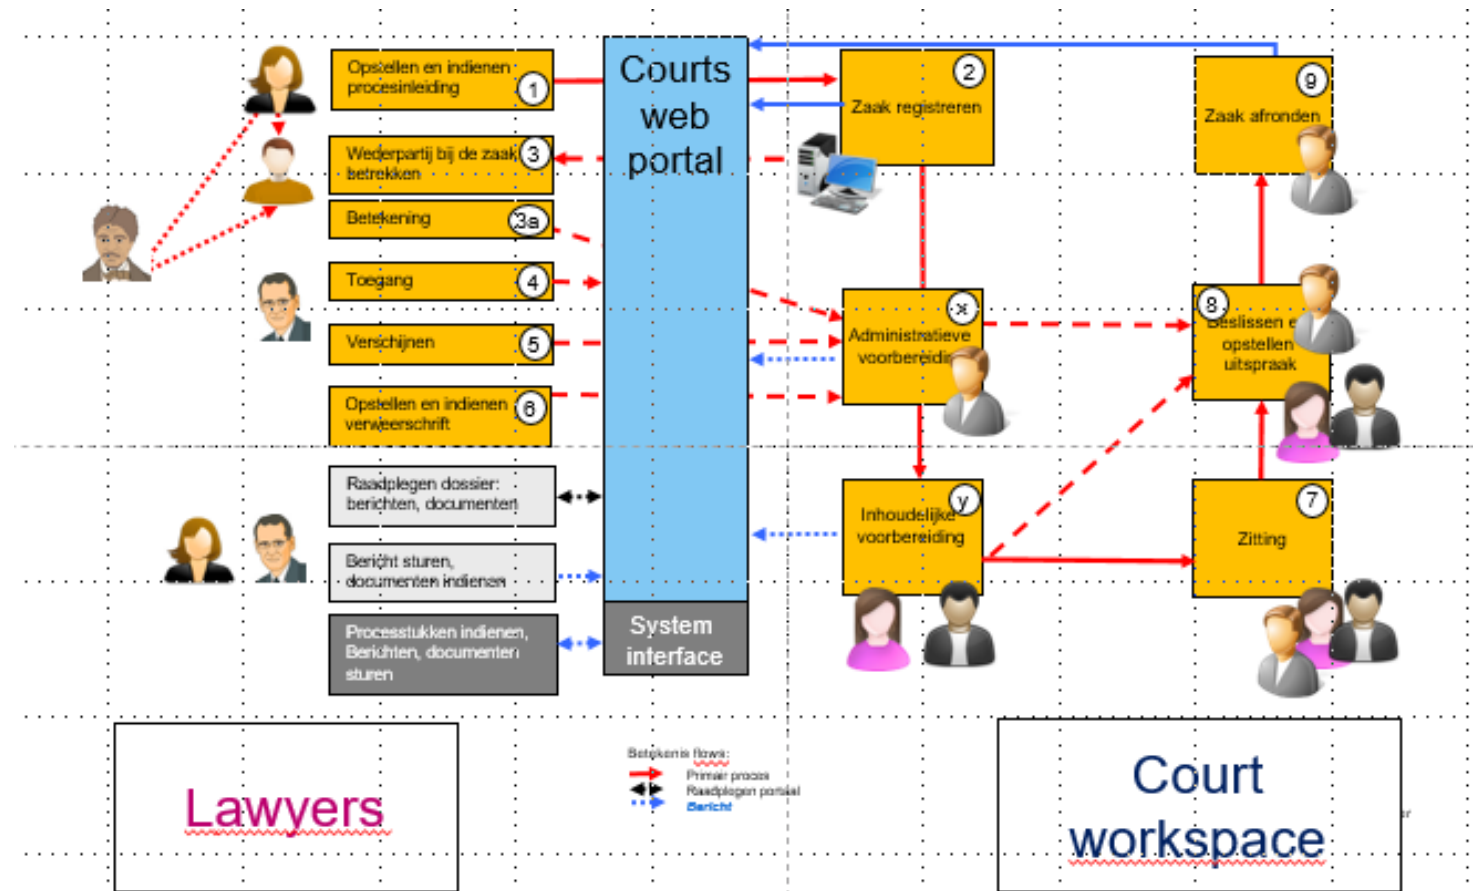 Opstellen en indienen
procesinleiding
1
Wederpartij bij de zaak
betrekken
3
Betekening
3a
Toegang
4
Verschijnen
5
Opstellen en indienen
verweerschrift
6
Raadplegen dossier:
berichten, documenten
Bericht sturen,
documenten indienen
Processtukken indienen,
Berichten, documenten
sturen
Courts
web
portal
System
interface
2
Zaak registreren
x
Administratieve
y
Inhoudelijke
voorbereiding
9
Zaak afronden
8
opstellen
uitspraak
7
Zitting
Betekenis flows:
Primair proces
Raadplegen portaal
Bericht
Lawyers
Court
workspace